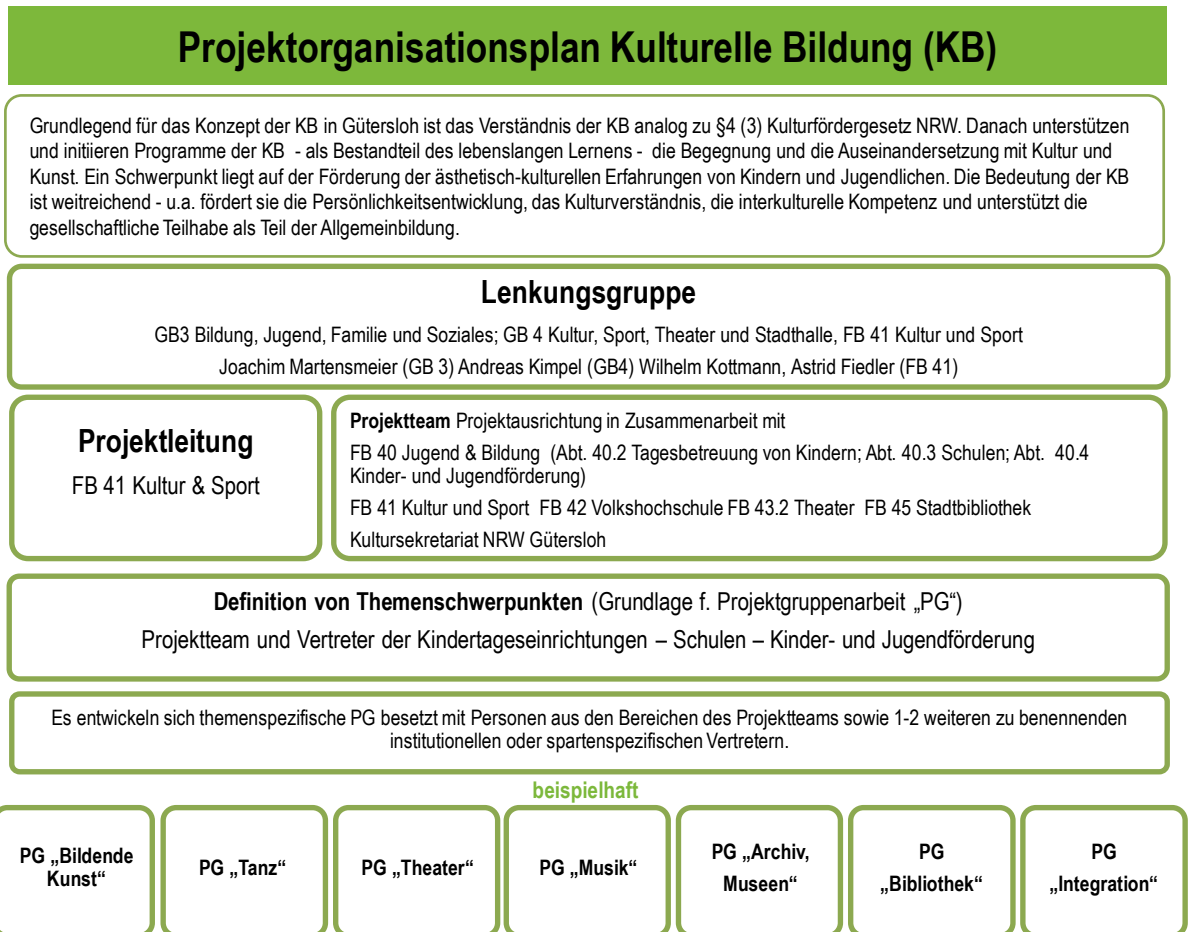 Projektorganisationsplan Kulturelle Bildung (KB)
Grundlegend für das Konzept der KB in Gütersloh ist das Verständnis der KB analog zu §4 (3) Kulturfördergesetz NRW. Danach unterstützen
und initiieren Programme der KB - als Bestandteil des lebenslangen Lernens - die Begegnung und die Auseinandersetzung mit Kultur und
Kunst. Ein Schwerpunkt liegt auf der Förderung der ästhetisch-kulturellen Erfahrungen von Kindern und Jugendlichen. Die Bedeutung der KB
ist weitreichend - u.a. fördert sie die Persönlichkeitsentwicklung, das Kulturverständnis, die interkulturelle Kompetenz und unterstützt die
gesellschaftliche Teilhabe als Teil der Allgemeinbildung.
Lenkungsgruppe
GB3 Bildung, Jugend, Familie und Soziales; GB 4 Kultur, Sport, Theater und Stadthalle, FB 41 Kultur und Sport
Joachim Martensmeier (GB 3) Andreas Kimpel (GB4) Wilhelm Kottmann, Astrid Fiedler (FB 41)
Projektleitung
FB 41 Kultur & Sport
Projektteam Projektausrichtung in Zusammenarbeit mit
FB 40 Jugend & Bildung (Abt. 40.2 Tagesbetreuung von Kindern; Abt. 40.3 Schulen; Abt. 40.4
Kinder- und Jugendförderung)
FB 41 Kultur und Sport FB 42 Volkshochschule FB 43.2 Theater FB 45 Stadtbibliothek
Kultursekretariat NRW Gütersloh
Definition von Themenschwerpunkten (Grundlage f. Projektgruppenarbeit „PG“)
Projektteam und Vertreter der Kindertageseinrichtungen – Schulen – Kinder- und Jugendförderung
Es entwickeln sich themenspezifische PG besetzt mit Personen aus den Bereichen des Projektteams sowie 1-2 weiteren zu benennenden
institutionellen oder spartenspezifischen Vertretern.
beispielhaft
PG „Bildende
Kunst“
PG „Tanz“
PG „Theater“
PG „Musik“
PG „Archiv,
Museen“
PG
„Bibliothek“
PG
„Integration“